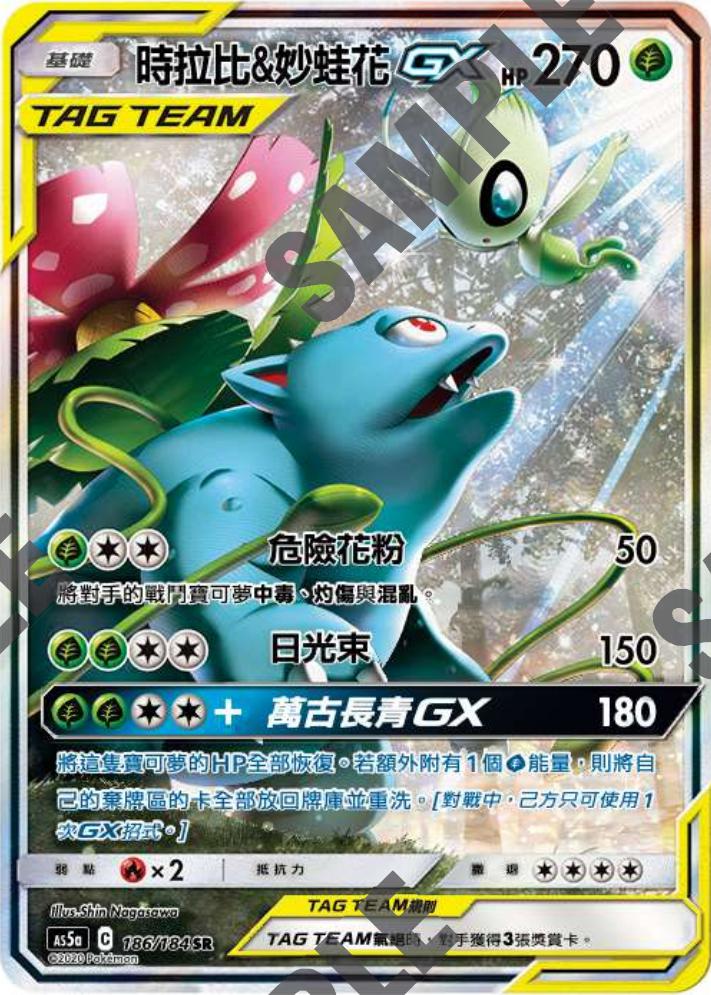 基礎 時拉比&妙蛙花GX HP 270
TAG TEAM
SAMPLE
危險花粉 50
將對手的戰鬥寶可夢中毒、灼傷與混亂。
日光束 150
+ 萬古長青GX 180
將這隻寶可夢的HP全部恢復。若額外附有1個能量，則將自
己的棄牌區的卡全部放回牌庫並重洗。[對戰中，己方只可使用1
次GX招式。]
弱點 ×2 抵抗力 撤退
Illus.Shin Nagasawa
TAG TEAM規則
AS5a C 186/184 SR
TAG TEAM氣絕時，對手獲得3張獎賞卡。
©2020 Pokémon